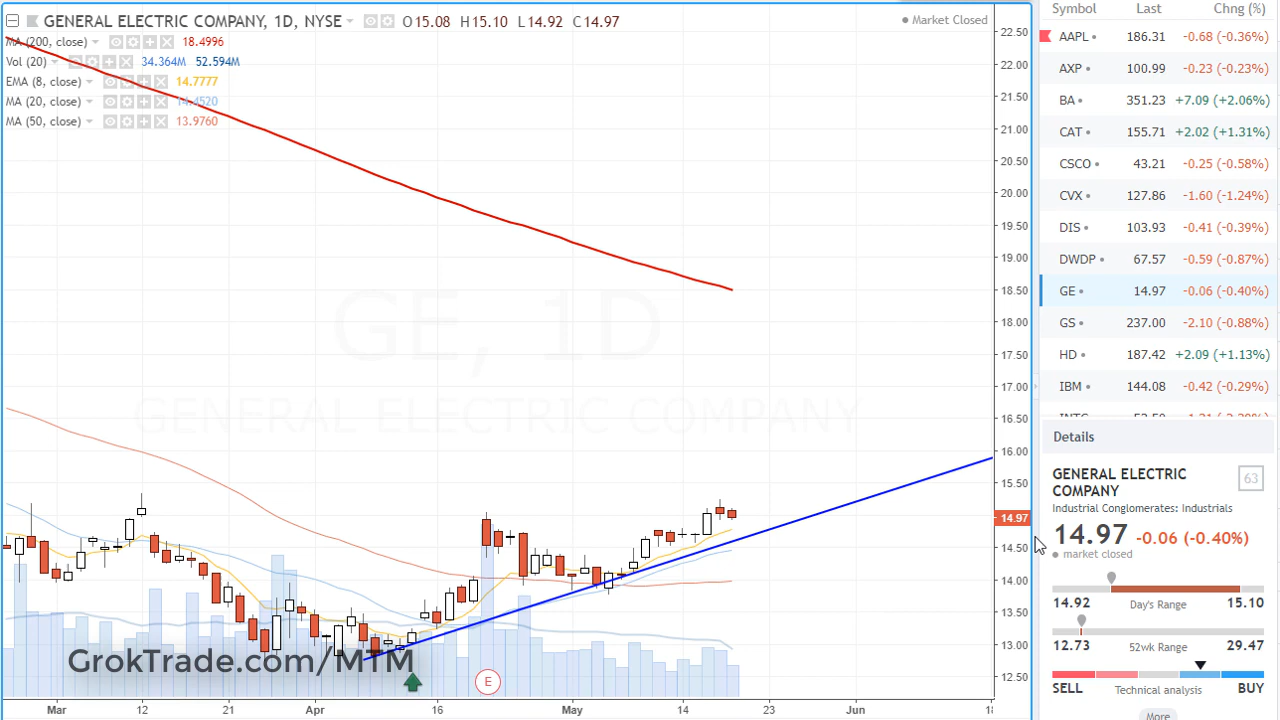 GENERAL ELECTRIC COMPANY, 1D, NYSE O15.08 H15.10 L14.92 C14.97 Market Closed
MA (200, close) 18.4996
Vol (20) 34.364M 52.594M
EMA (8, close) 14.7777
MA (20, close) 14.4520
MA (50, close) 13.9760
GE, 1D
GENERAL ELECTRIC COMPANY
22.50
22.00
21.50
21.00
20.50
20.00
19.50
19.00
18.50
18.00
17.50
17.00
16.50
16.00
15.50
14.97
14.50
14.00
13.50
13.00
12.50
GrokTrade.com/MTM
E
Mar 12 21 Apr 16 May 14 23 Jun
Symbol Last Chng (%)
AAPL 186.31 -0.68 (-0.36%)
AXP 100.99 -0.23 (-0.23%)
BA 351.23 +7.09 (+2.06%)
CAT 155.71 +2.02 (+1.31%)
CSCO 43.21 -0.25 (-0.58%)
CVX 127.86 -1.60 (-1.24%)
DIS 103.93 -0.41 (-0.39%)
DWDP 67.57 -0.59 (-0.87%)
GE 14.97 -0.06 (-0.40%)
GS 237.00 -2.10 (-0.88%)
HD 187.42 +2.09 (+1.13%)
IBM 144.08 -0.42 (-0.29%)
Details
GENERAL ELECTRIC
COMPANY
63
Industrial Conglomerates: Industrials
14.97 -0.06 (-0.40%)
market closed
14.92 Day's Range 15.10
12.73 52wk Range 29.47
SELL Technical analysis BUY
More